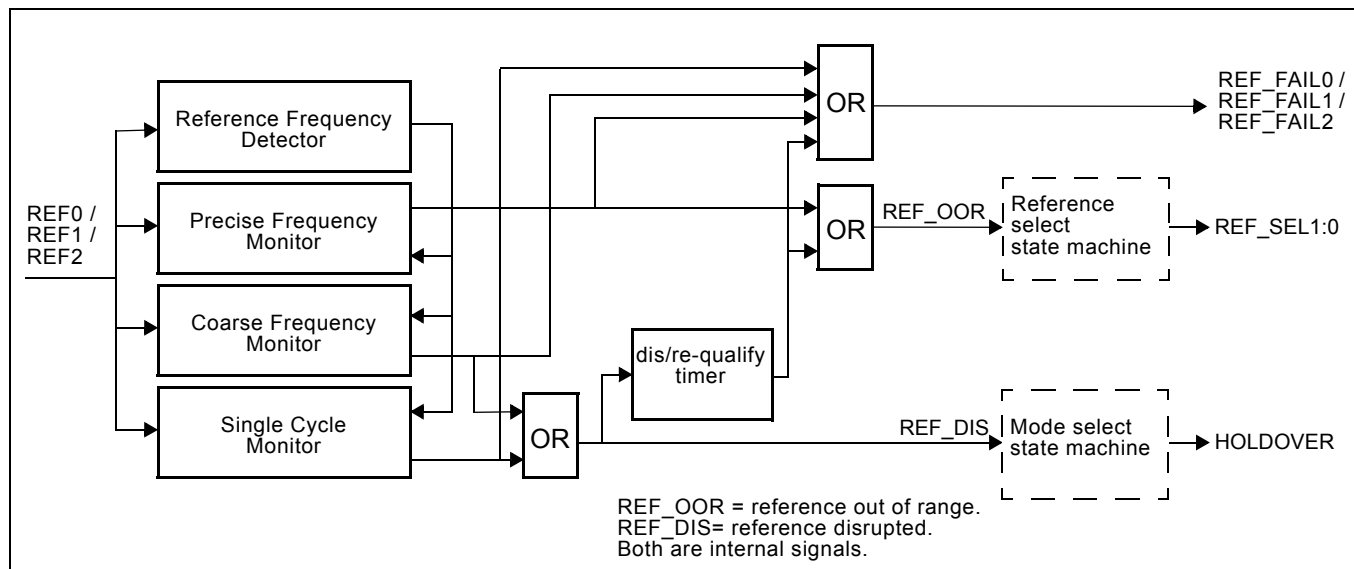 REF0 /
REF1 /
REF2
Reference Frequency
Detector
Precise Frequency
Monitor
Coarse Frequency
Monitor
Single Cycle
Monitor
OR
dis/re-qualify
timer
OR
OR
REF_OOR
REF_DIS
Reference
select
state machine
Mode select
state machine
REF_FAIL0 /
REF_FAIL1 /
REF_FAIL2
REF_SEL1:0
HOLDOVER
REF_OOR = reference out of range.
REF_DIS= reference disrupted.
Both are internal signals.